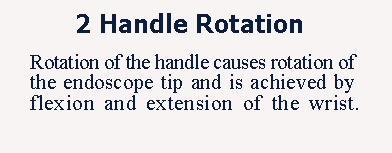 2 Handle Rotation
Rotation of the handle causes rotation of
the endoscope tip and is achieved by
flexion and extension of the wrist.